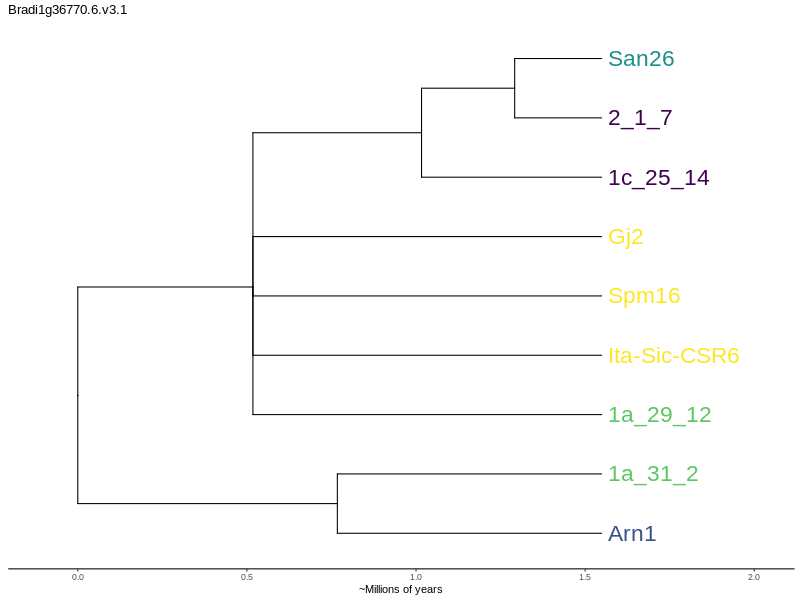 Bradi1g36770.6.v3.1
San26
2_1_7
1c_25_14
Gj2
Spm16
Ita-Sic-CSR6
1a_29_12
1a_31_2
Arn1
0.0 0.5 1.0 1.5 2.0
~Millions of years